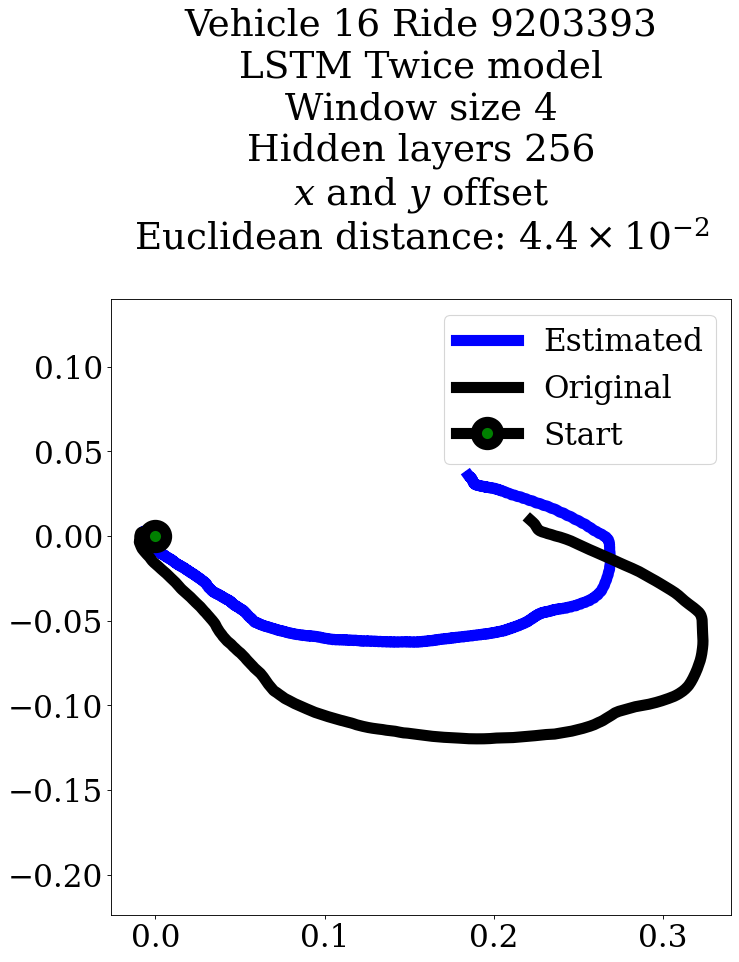 Vehicle 16 Ride 9203393
LSTM Twice model
Window size 4
Hidden layers 256
x and y offset
Euclidean distance: 4.4 × 10⁻²
Estimated
Original
Start
0.10
0.05
0.00
−0.05
−0.10
−0.15
−0.20
0.0 0.1 0.2 0.3